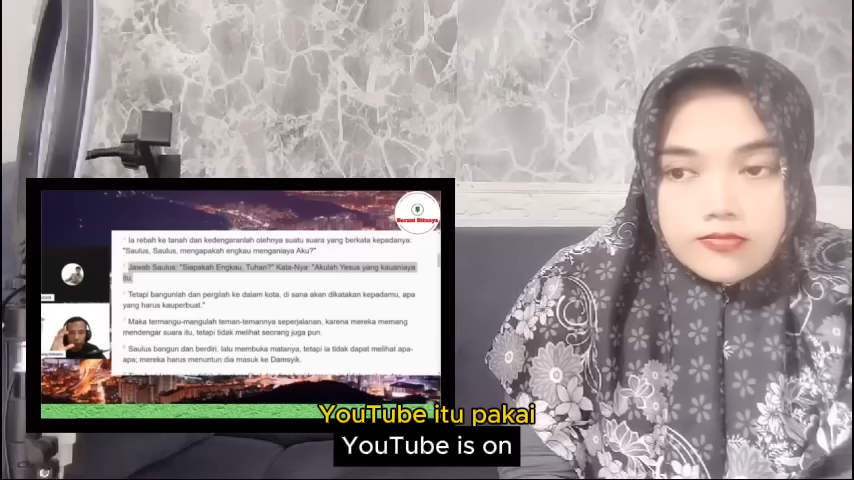 Berani Ditanya
Ia rebah ke tanah dan kedengaranlah olehnya suatu suara yang berkata kepadanya:
"Saulus, Saulus, mengapakah engkau menganiaya Aku?"
Jawab Saulus: "Siapakah Engkau, Tuhan?" Kata-Nya: "Akulah Yesus yang kauaniaya
itu.
Tetapi bangunlah dan pergilah ke dalam kota, di sana akan dikatakan kepadamu, apa
yang harus kauperbuat."
Maka termangu-mangulah teman-temannya seperjalanan, karena mereka memang
mendengar suara itu, tetapi tidak melihat seorang juga pun.
Saulus bangun dan berdiri, lalu membuka matanya, tetapi ia tidak dapat melihat apa-
apa; mereka harus menuntun dia masuk ke Damsyik.
YouTube itu pakai
YouTube is on